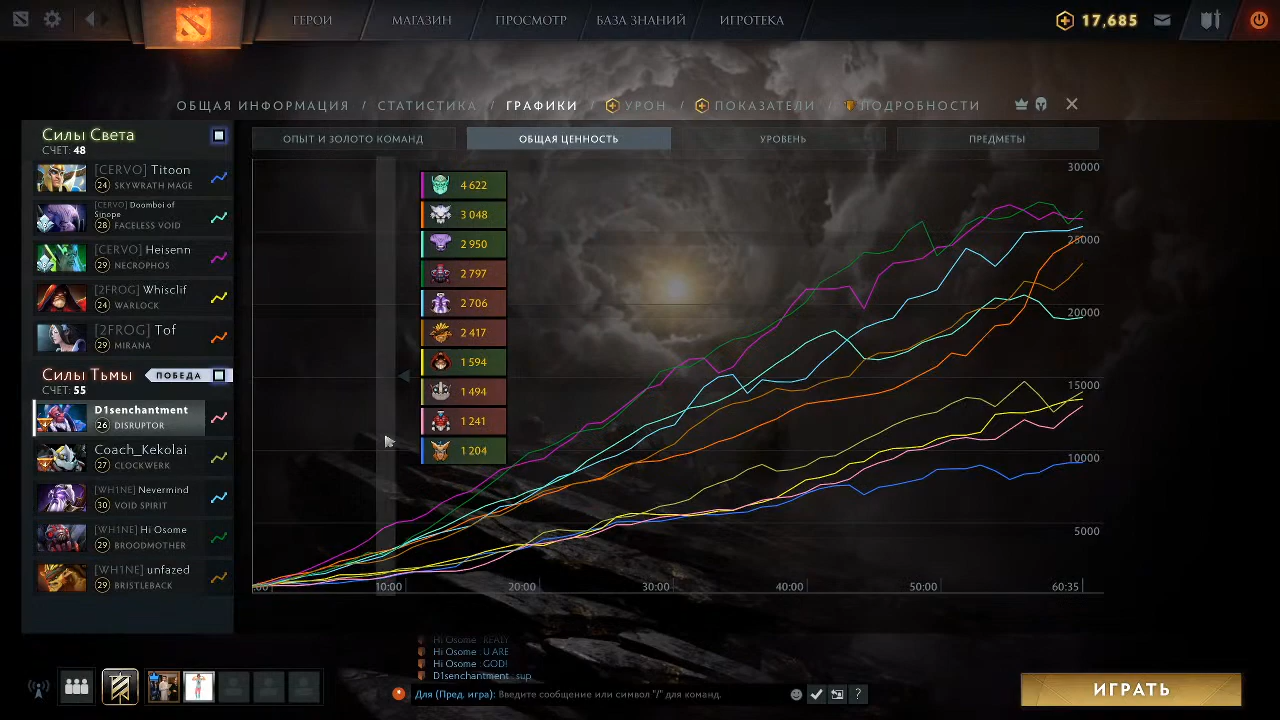 ГЕРОИ
МАГАЗИН
ПРОСМОТР
БАЗА ЗНАНИЙ
ИГРОТЕКА
17,685
ОБЩАЯ ИНФОРМАЦИЯ / СТАТИСТИКА / ГРАФИКИ / УРОН / ПОКАЗАТЕЛИ / ПОДРОБНОСТИ
Силы Света
СЧЕТ: 48
[CERVO] Titoon
24 SKYWRATH MAGE
[CERVO] Doomboi of
Sinope
28 FACELESS VOID
[CERVO] Heisenn
29 NECROPHOS
[2FROG] Whisclif
24 WARLOCK
[2FROG] Tof
29 MIRANA
Силы Тьмы
ПОБЕДА
СЧЕТ: 55
D1senchantment
26 DISRUPTOR
Coach_Kekolai
27 CLOCKWERK
[WH1NE] Nevermind
30 VOID SPIRIT
[WH1NE] Hi Osome
29 BROODMOTHER
[WH1NE] unfazed
29 BRISTLEBACK
ОПЫТ И ЗОЛОТО КОМАНД
ОБЩАЯ ЦЕННОСТЬ
УРОВЕНЬ
ПРЕДМЕТЫ
4 622
3 048
2 950
2 797
2 706
2 417
1 594
1 494
1 241
1 204
30000
25000
20000
15000
10000
5000
:00
10:00
20:00
30:00
40:00
50:00
60:35
Hi Osome : REALY
Hi Osome : U ARE
Hi Osome : GOD!
D1senchantment : sup
Для (Пред. игра): Введите сообщение или символ "/" для команд.
?
ИГРАТЬ